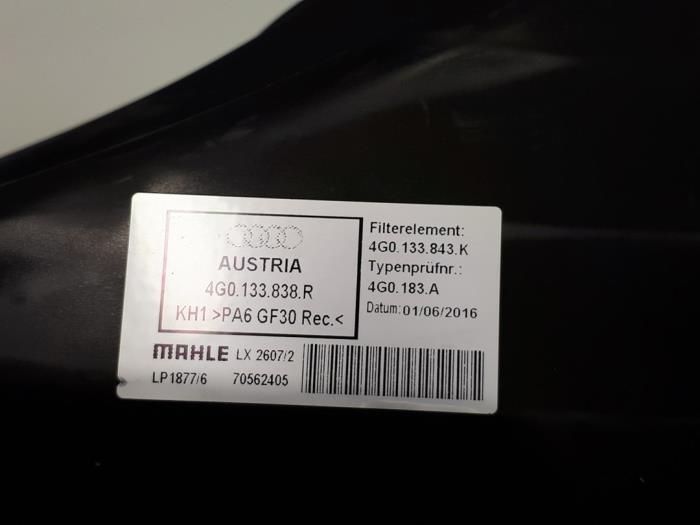 AUSTRIA
4G0.133.838.R
KH1 >PA6 GF30 Rec.<
Filterelement:
4G0.133.843.K
Typenprüfnr.:
4G0.183.A
Datum: 01/06/2016
MAHLE LX 2607/2
LP1877/6 70562405